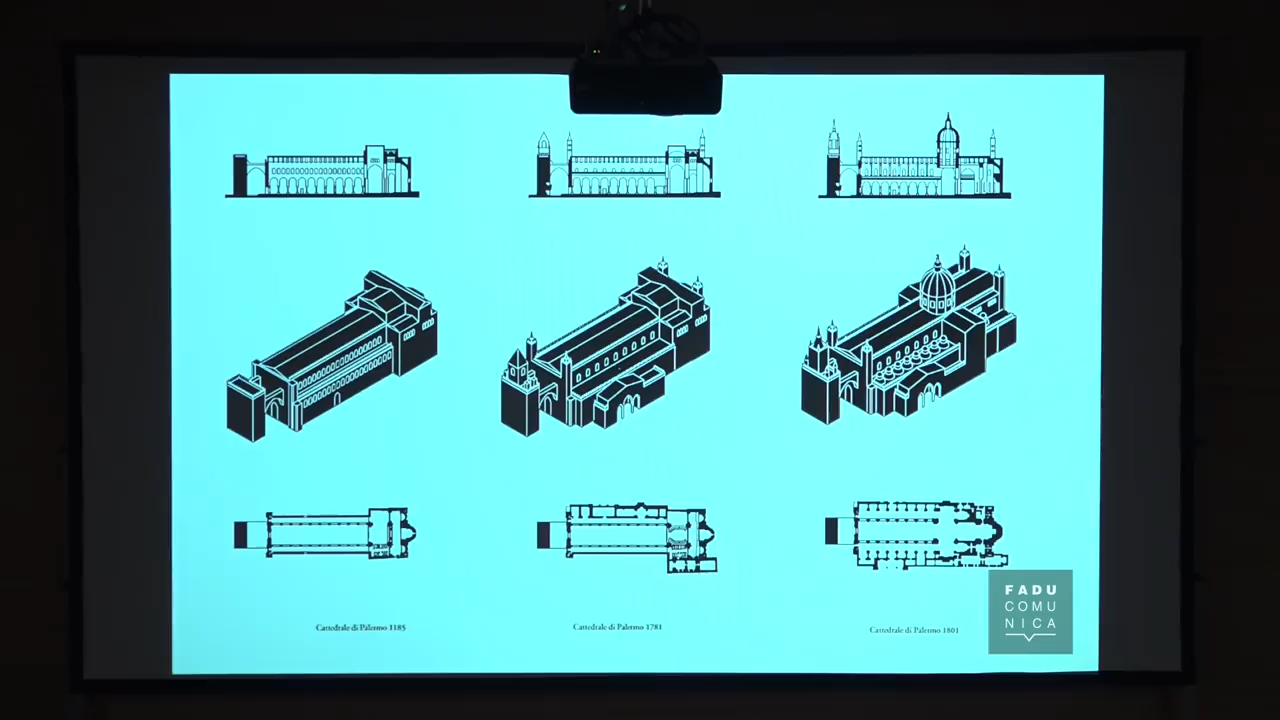 Cattedrale di Palermo 1185
Cattedrale di Palermo 1781
Cattedrale di Palermo 1801
FADU
COMU
NICA